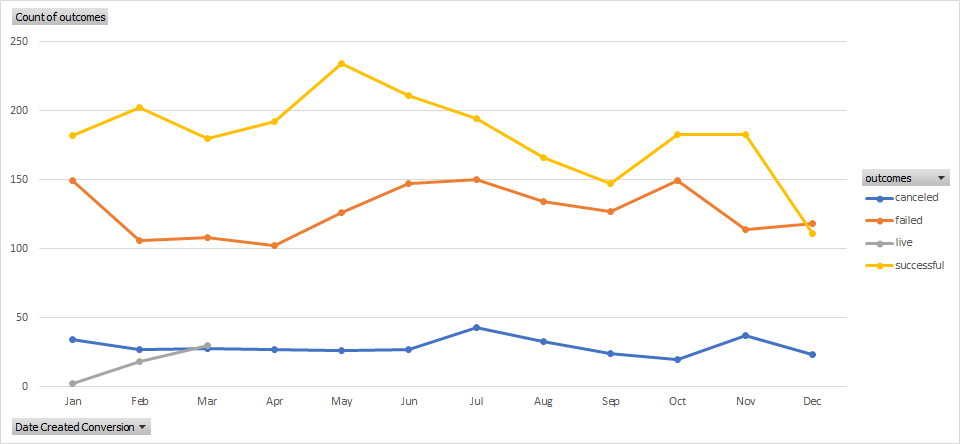 Count of outcomes
250
200
150
100
50
0
Jan Feb Mar Apr May Jun Jul Aug Sep Oct Nov Dec
outcomes
canceled
failed
live
successful
Date Created Conversion